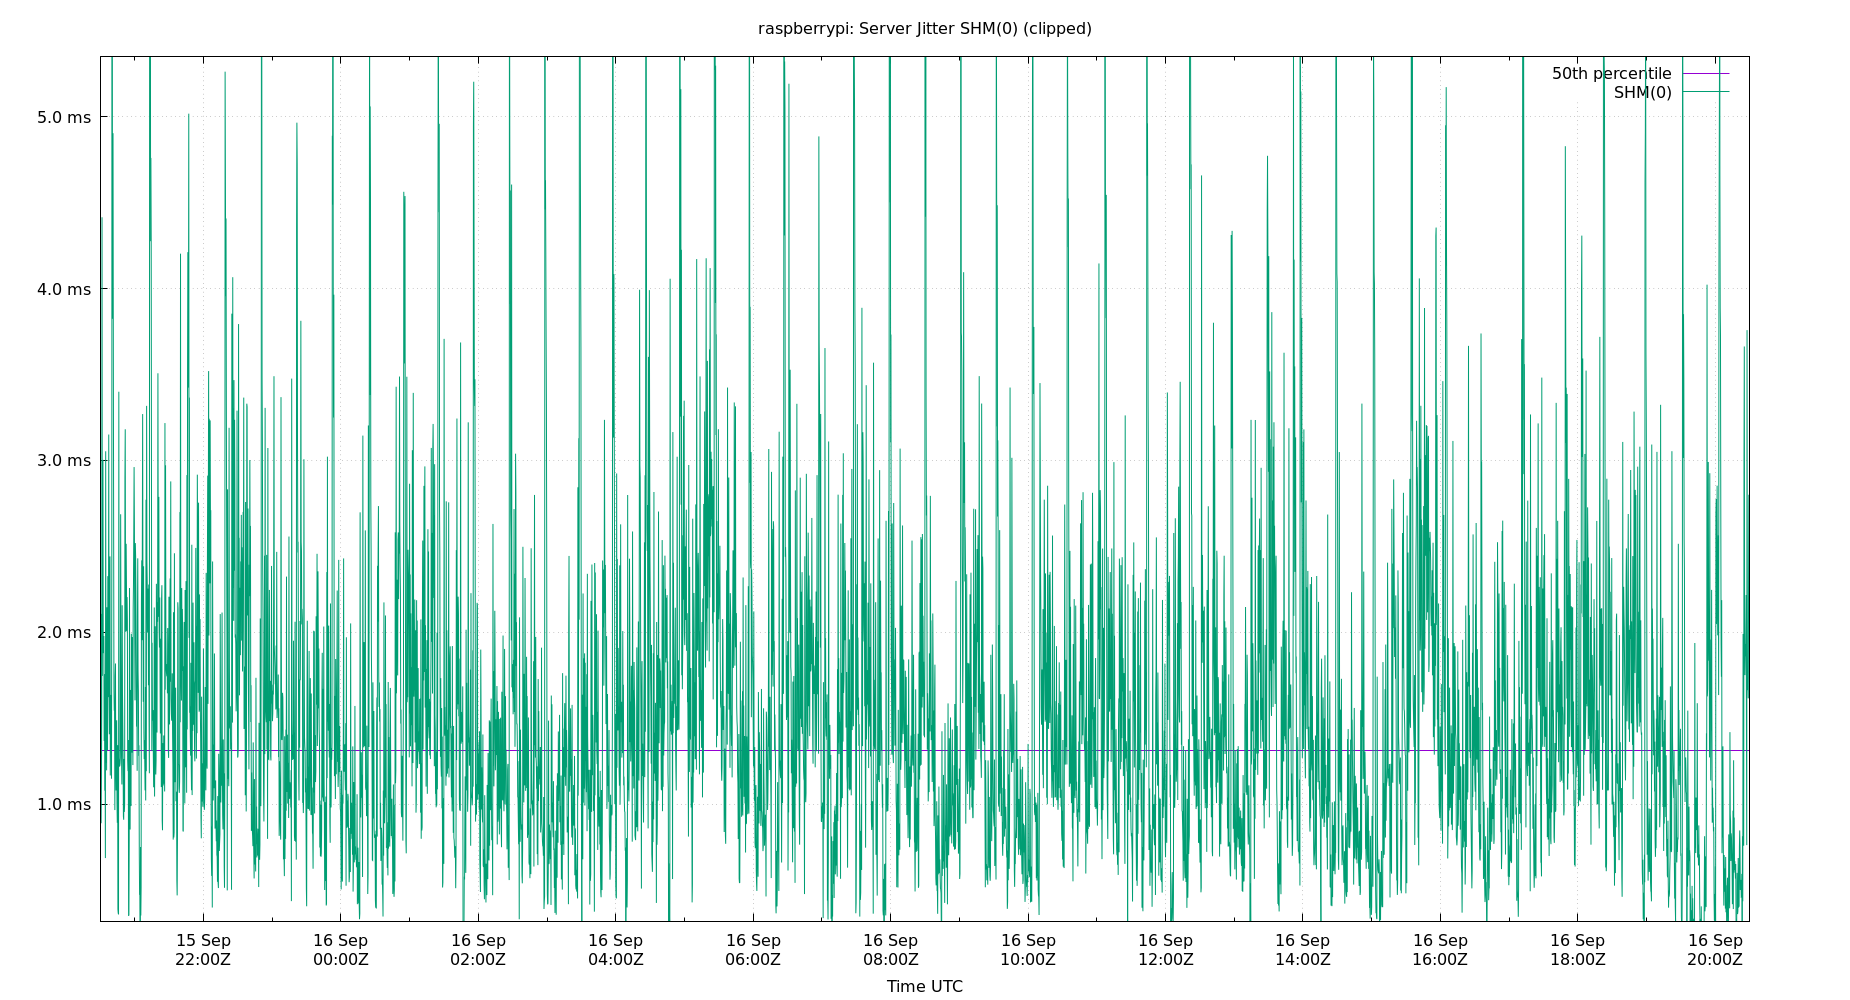 raspberrypi: Server Jitter SHM(0) (clipped)
50th percentile
SHM(0)
5.0 ms
4.0 ms
3.0 ms
2.0 ms
1.0 ms
15 Sep 16 Sep 16 Sep 16 Sep 16 Sep 16 Sep 16 Sep 16 Sep 16 Sep 16 Sep 16 Sep 16 Sep
22:00Z 00:00Z 02:00Z 04:00Z 06:00Z 08:00Z 10:00Z 12:00Z 14:00Z 16:00Z 18:00Z 20:00Z
Time UTC